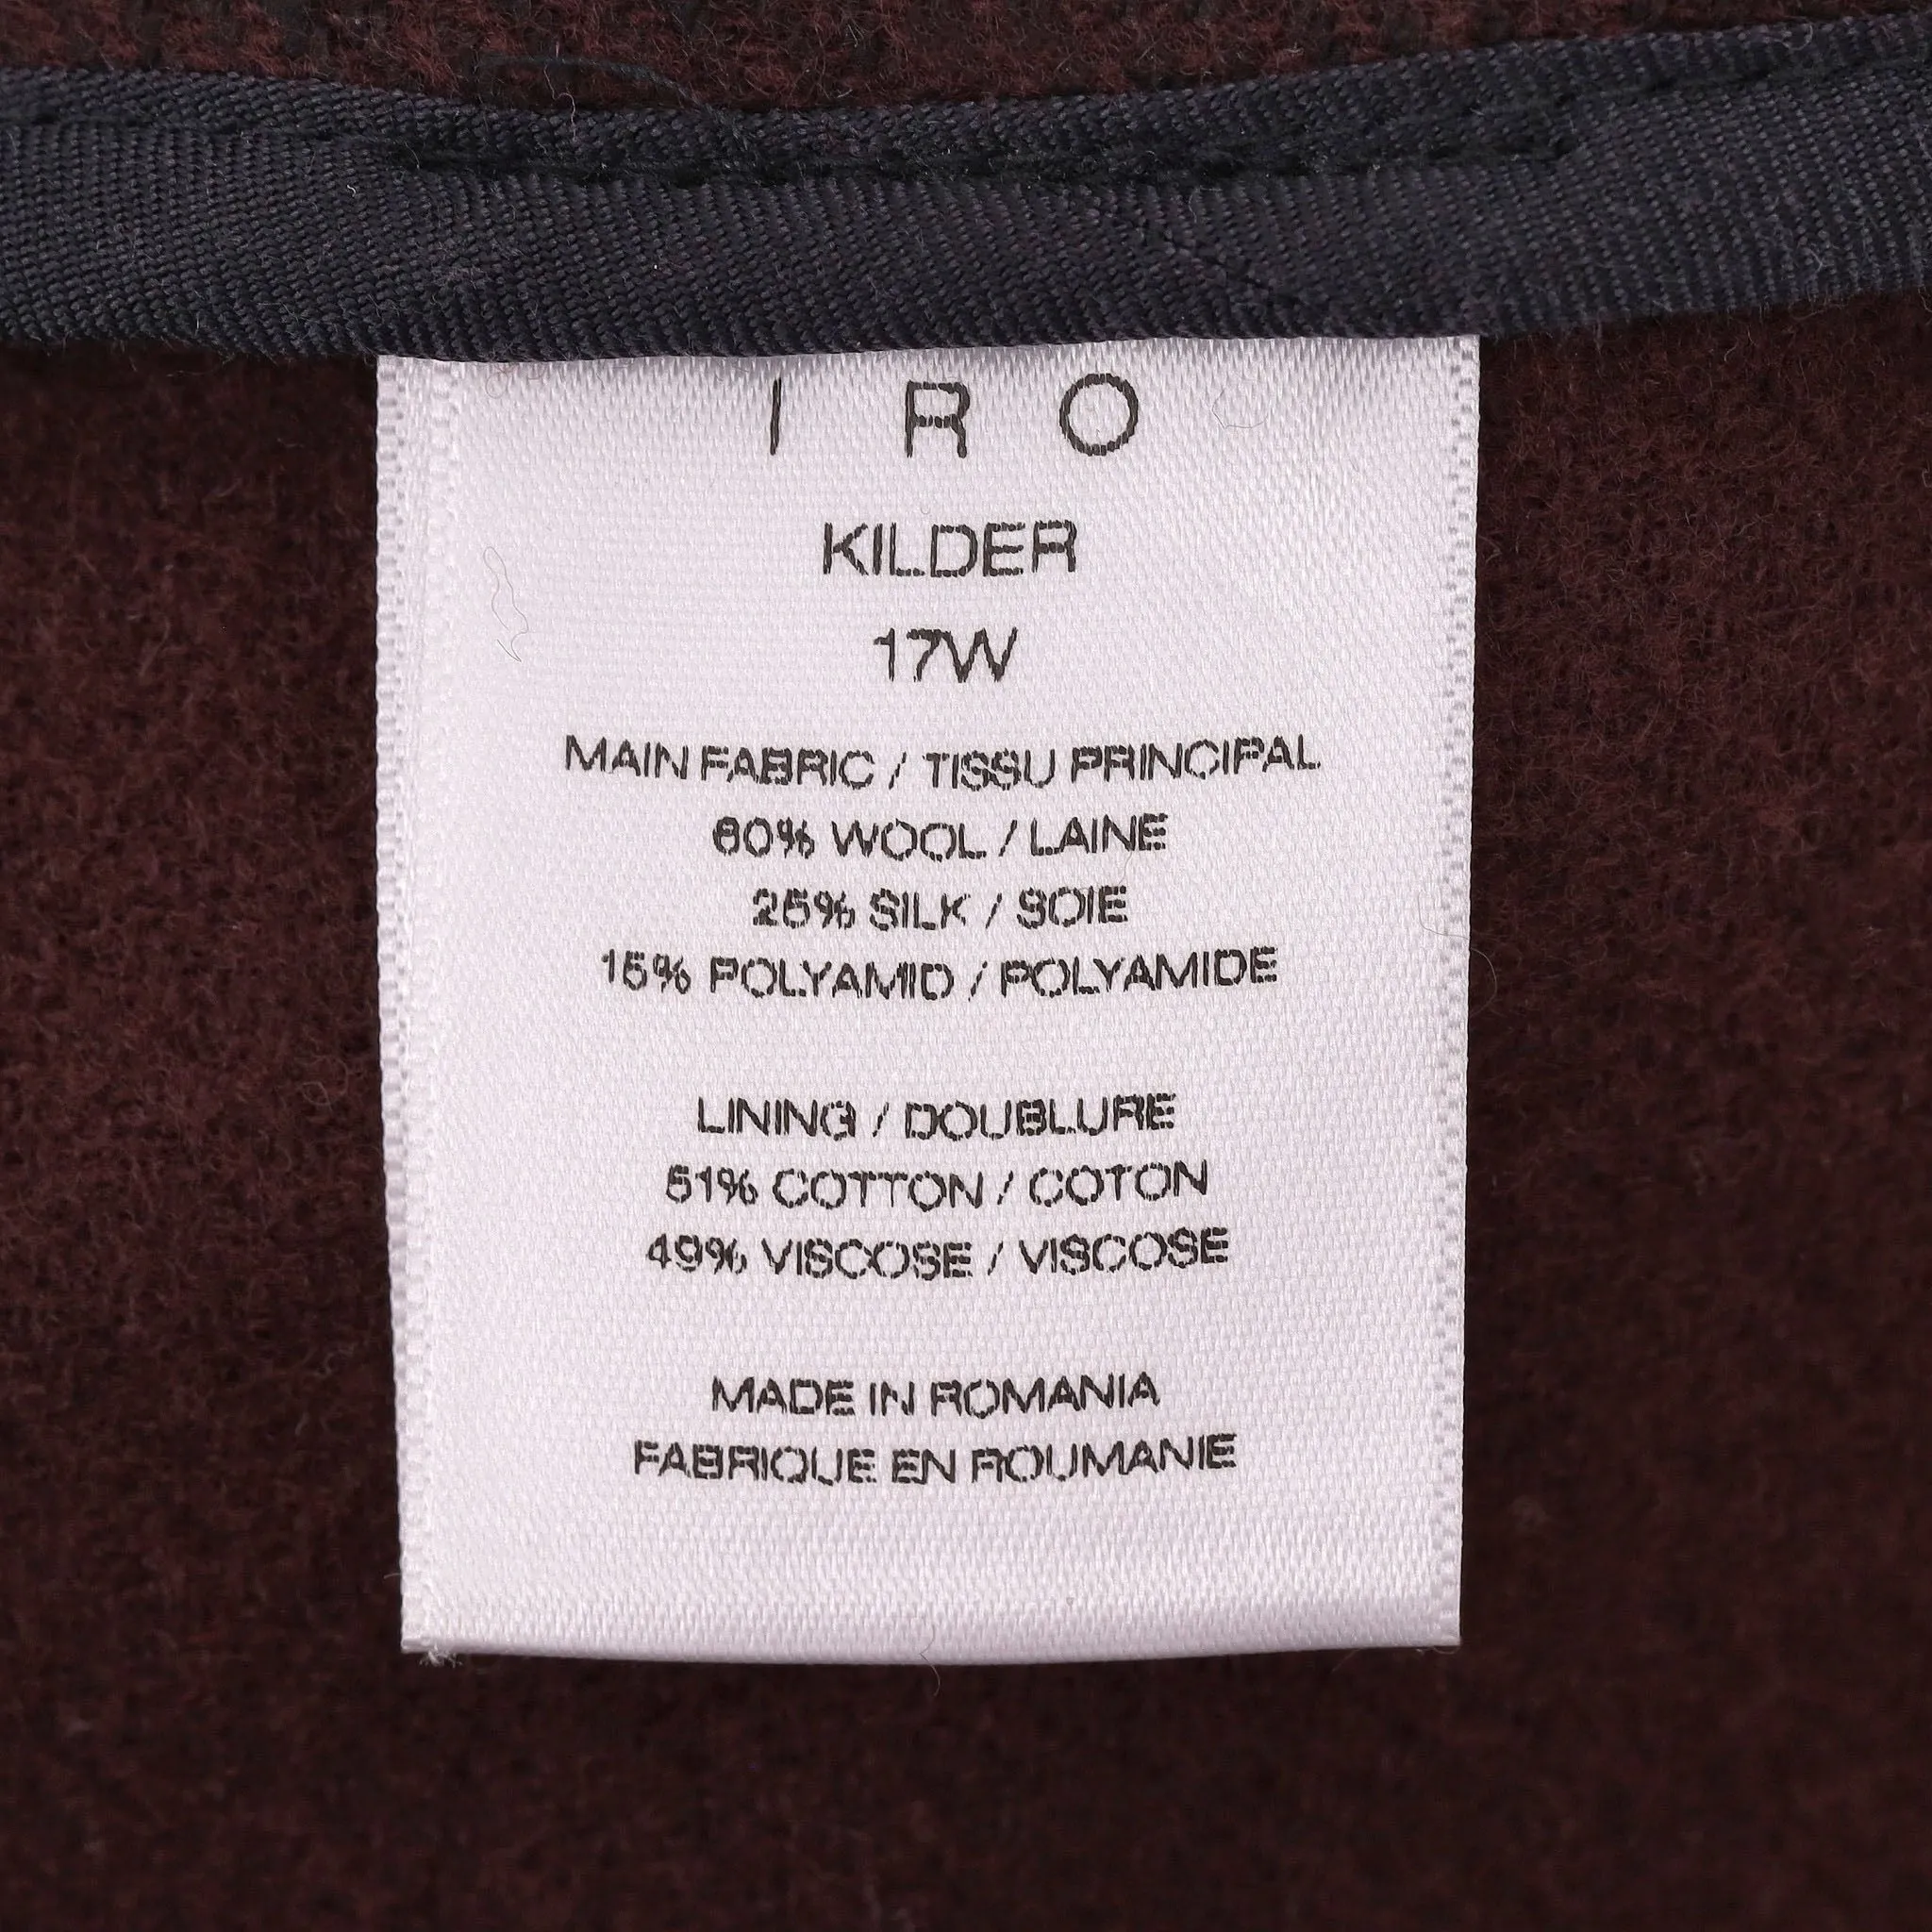 I R O
KILDER
17W
MAIN FABRIC / TISSU PRINCIPAL
60% WOOL / LAINE
25% SILK / SOIE
15% POLYAMID / POLYAMIDE
LINING / DOUBLURE
51% COTTON / COTON
49% VISCOSE / VISCOSE
MADE IN ROMANIA
FABRIQUE EN ROUMANIE